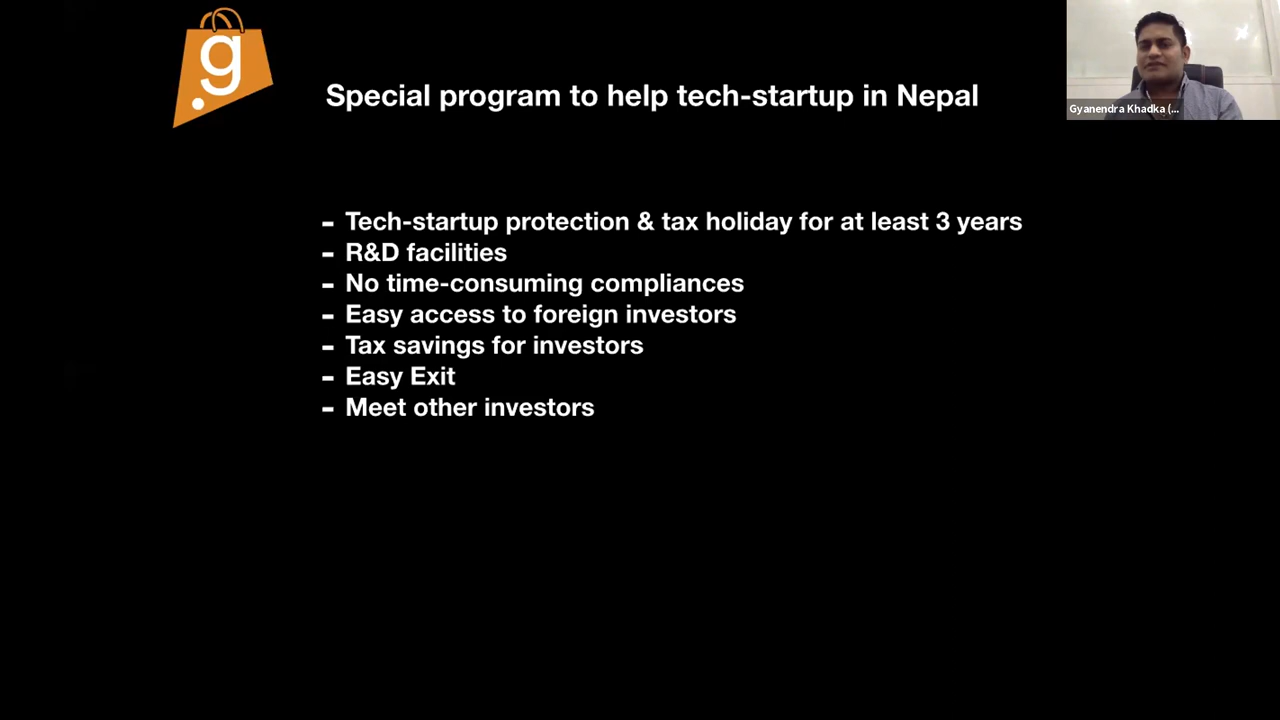 g.
Special program to help tech-startup in Nepal
Gyanendra Khadka (...
- Tech-startup protection & tax holiday for at least 3 years
- R&D facilities
- No time-consuming compliances
- Easy access to foreign investors
- Tax savings for investors
- Easy Exit
- Meet other investors